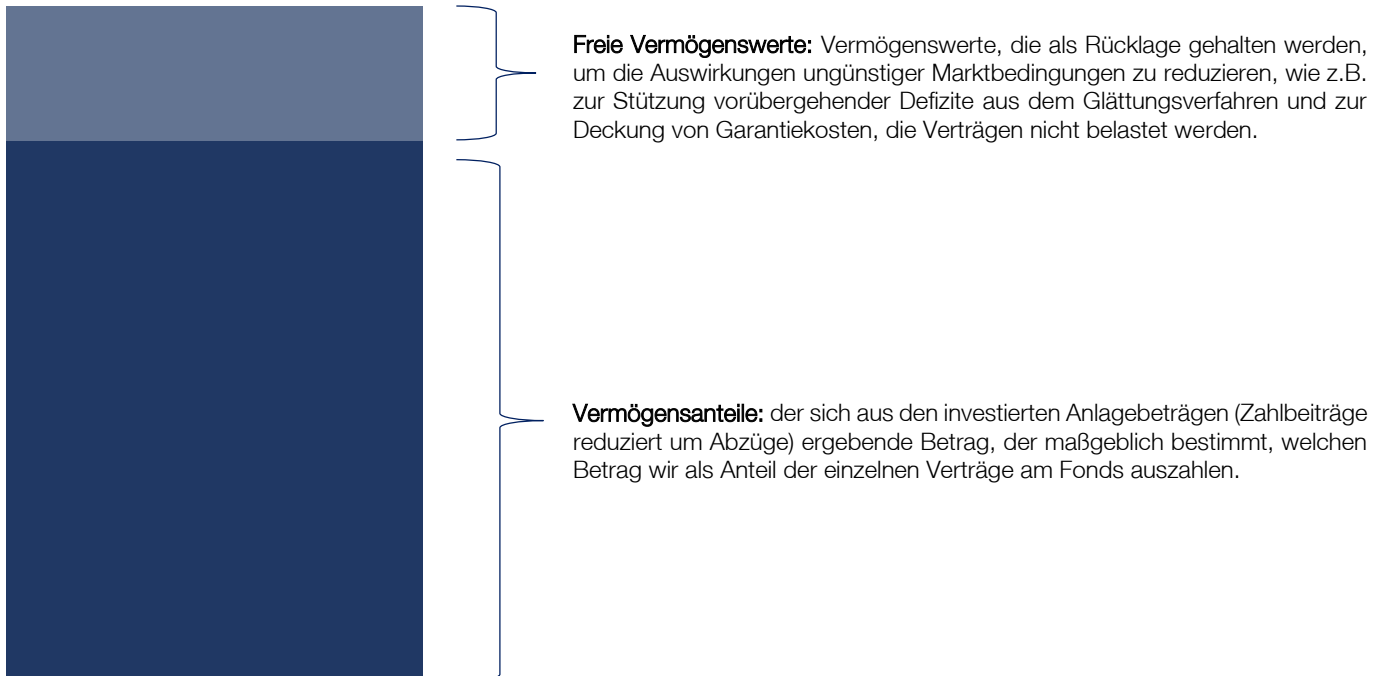 Freie Vermögenswerte: Vermögenswerte, die als Rücklage gehalten werden,
um die Auswirkungen ungünstiger Marktbedingungen zu reduzieren, wie z.B.
zur Stützung vorübergehender Defizite aus dem Glättungsverfahren und zur
Deckung von Garantiekosten, die Verträgen nicht belastet werden.
Vermögensanteile: der sich aus den investierten Anlagebeträgen (Zahlbeiträge
reduziert um Abzüge) ergebende Betrag, der maßgeblich bestimmt, welchen
Betrag wir als Anteil der einzelnen Verträge am Fonds auszahlen.